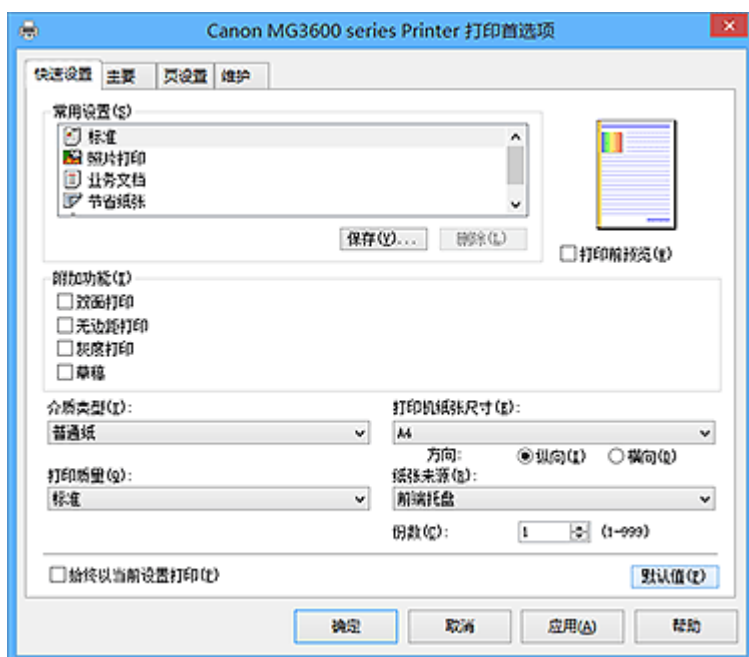 Canon MG3600 series Printer 打印首选项
快速设置 主要 页设置 维护
常用设置(S)
标准
照片打印
业务文档
节省纸张
保存(V)... 删除(L)
打印前预览(W)
附加功能(I)
双面打印
无边距打印
灰度打印
草稿
介质类型(I): 打印机纸张尺寸(E):
普通纸 A4
方向: 纵向(1) 横向(Q)
打印质量(Q): 纸张来源(B):
标准 前端托盘
份数(C): 1 (1-999)
始终以当前设置打印(T)
默认值(F)
确定 取消 应用(A) 帮助